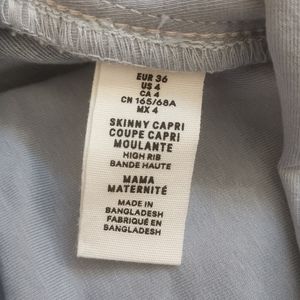 EUR 36
US 4
CA 4
CN 165/68A
MX 4
SKINNY CAPRI
COUPE CAPRI
MOULANTE
HIGH RIB
BANDE HAUTE
MAMA
MATERNITÉ
MADE IN
BANGLADESH
FABRIQUÉ EN
BANGLADESH